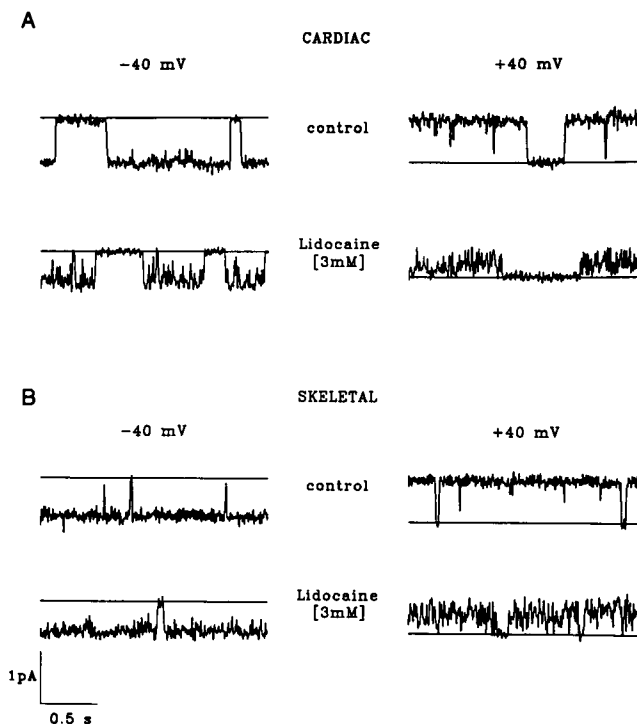 A
CARDIAC
-40 mV
+40 mV
control
Lidocaine
[3mM]
B
SKELETAL
-40 mV
+40 mV
control
Lidocaine
[3mM]
1pA
0.5 s